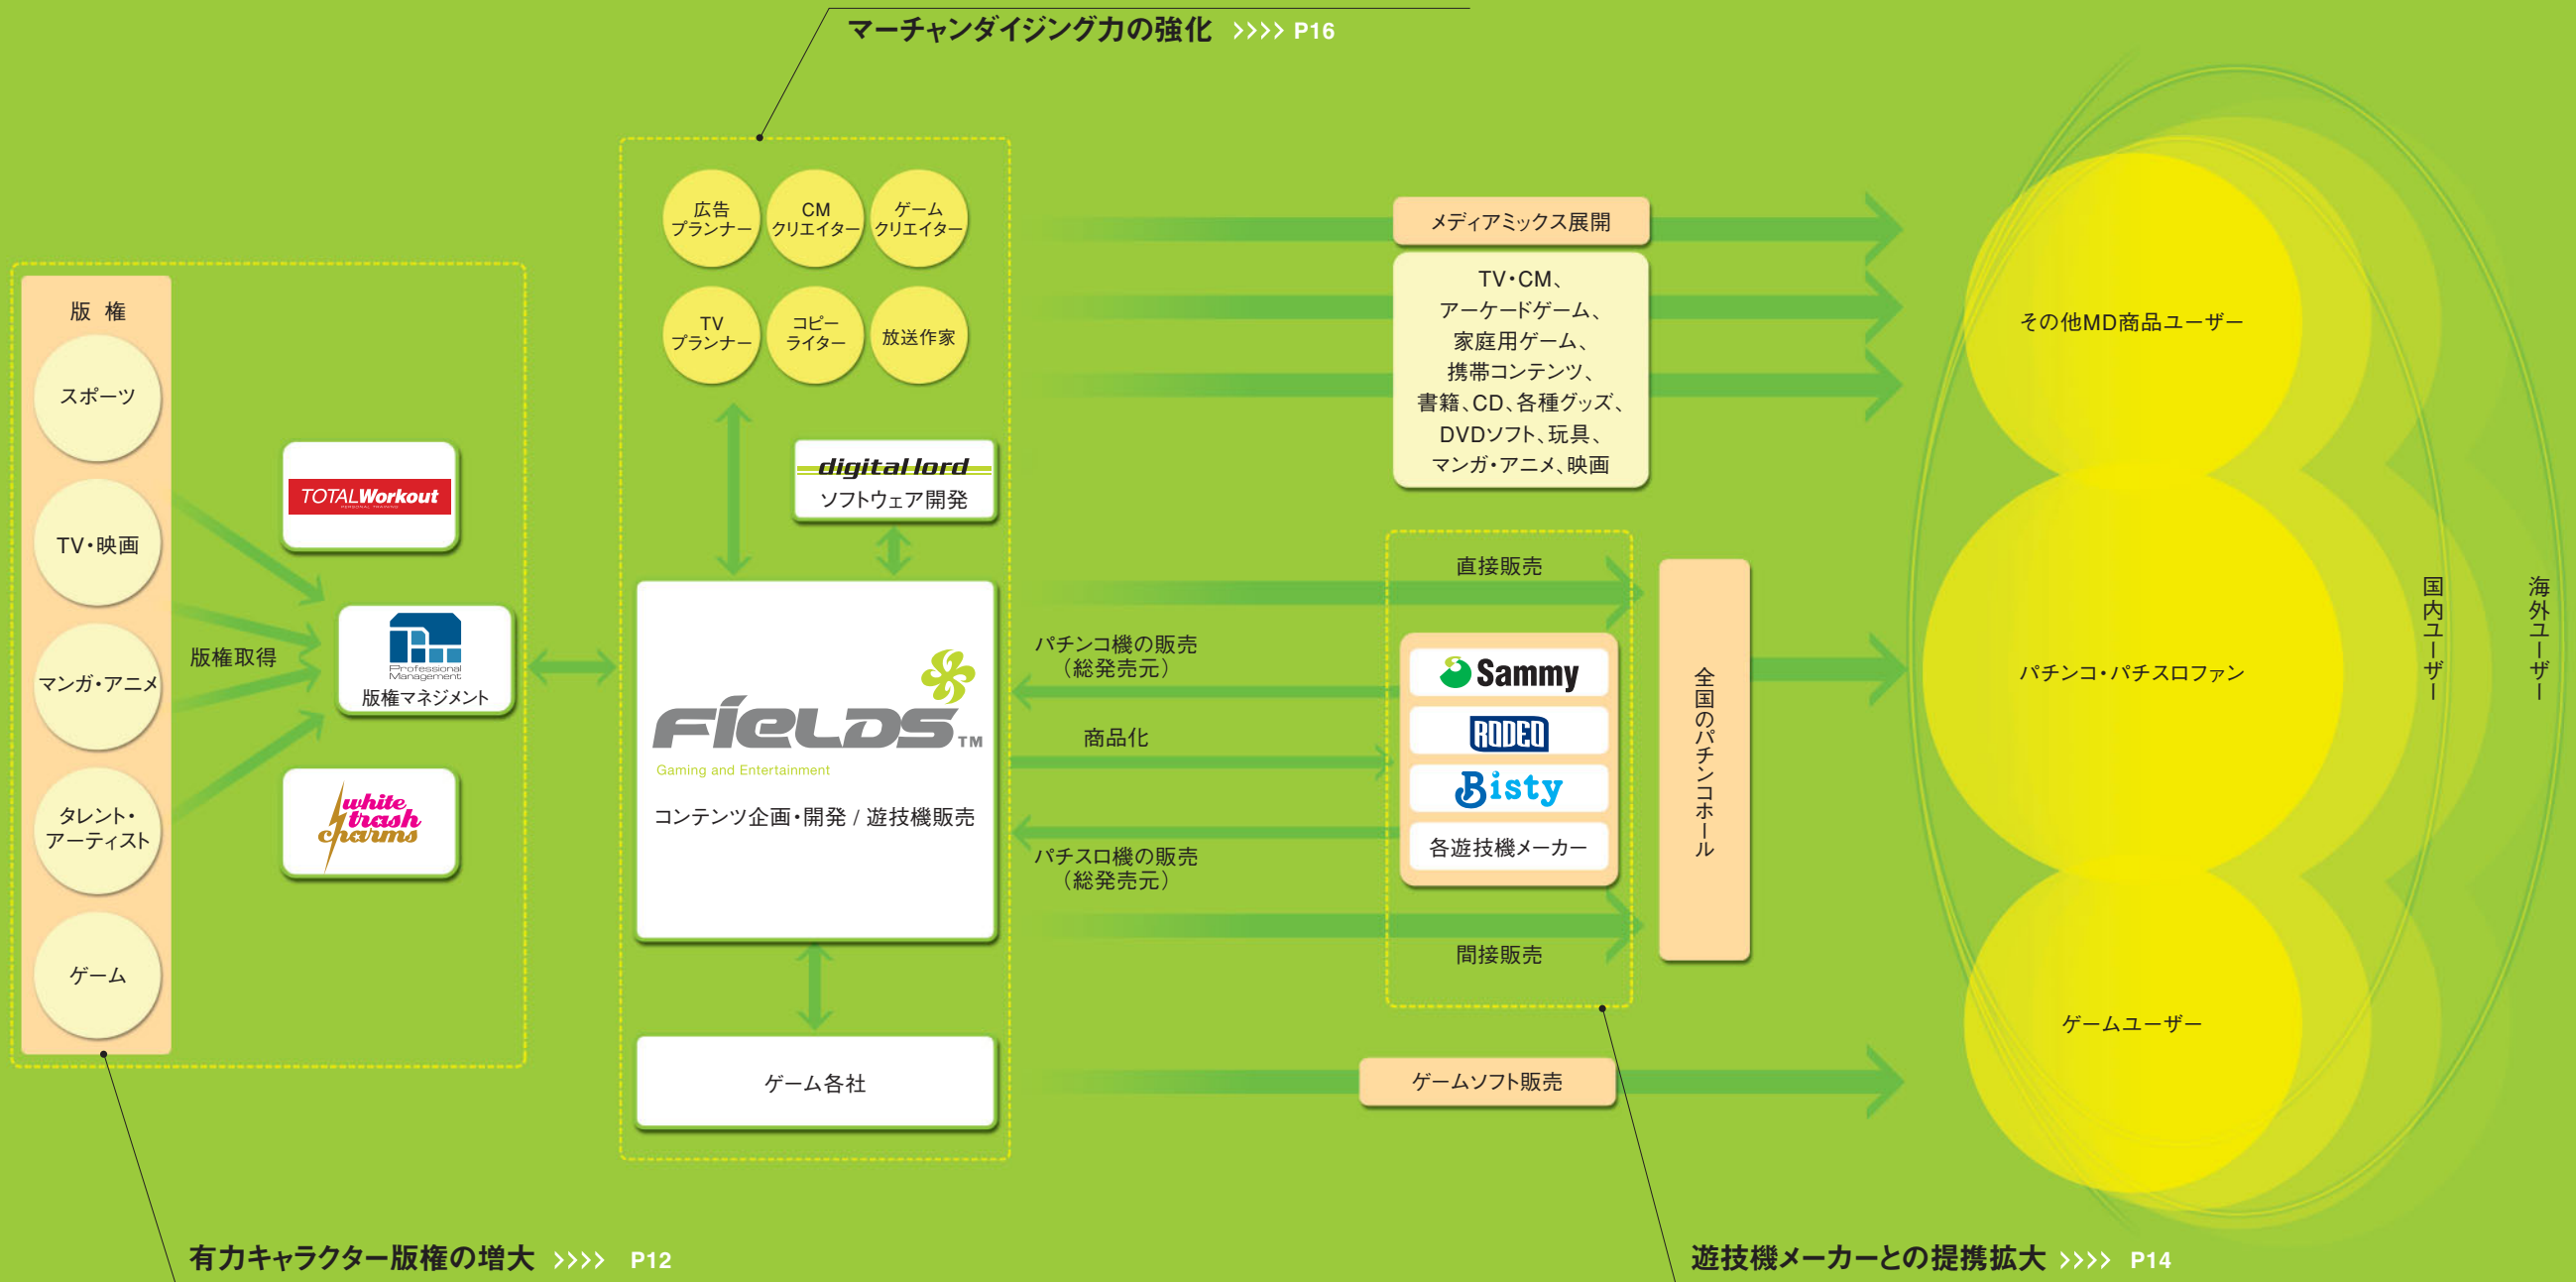 マーチャンダイジング力の強化 >>>> P16
版 権
スポーツ
TV・映画
マンガ・アニメ
タレント・
アーティスト
ゲーム
版権取得
TOTALWorkout
PERSONAL TRAINING
Professional
Management
版権マネジメント
white
trash
charms
広告
プランナー
CM
クリエイター
ゲーム
クリエイター
TV
プランナー
コピー
ライター
放送作家
digital lord
ソフトウェア開発
FIELDS TM
Gaming and Entertainment
コンテンツ企画・開発 / 遊技機販売
ゲーム各社
メディアミックス展開
TV・CM、
アーケードゲーム、
家庭用ゲーム、
携帯コンテンツ、
書籍、CD、各種グッズ、
DVDソフト、玩具、
マンガ・アニメ、映画
直接販売
パチンコ機の販売
（総発売元）
商品化
パチスロ機の販売
（総発売元）
Sammy
RODEO
Bisty
各遊技機メーカー
間接販売
全国のパチンコホール
ゲームソフト販売
その他MD商品ユーザー
パチンコ・パチスロファン
ゲームユーザー
国内ユーザー
海外ユーザー
有力キャラクター版権の増大 >>>> P12
遊技機メーカーとの提携拡大 >>>> P14